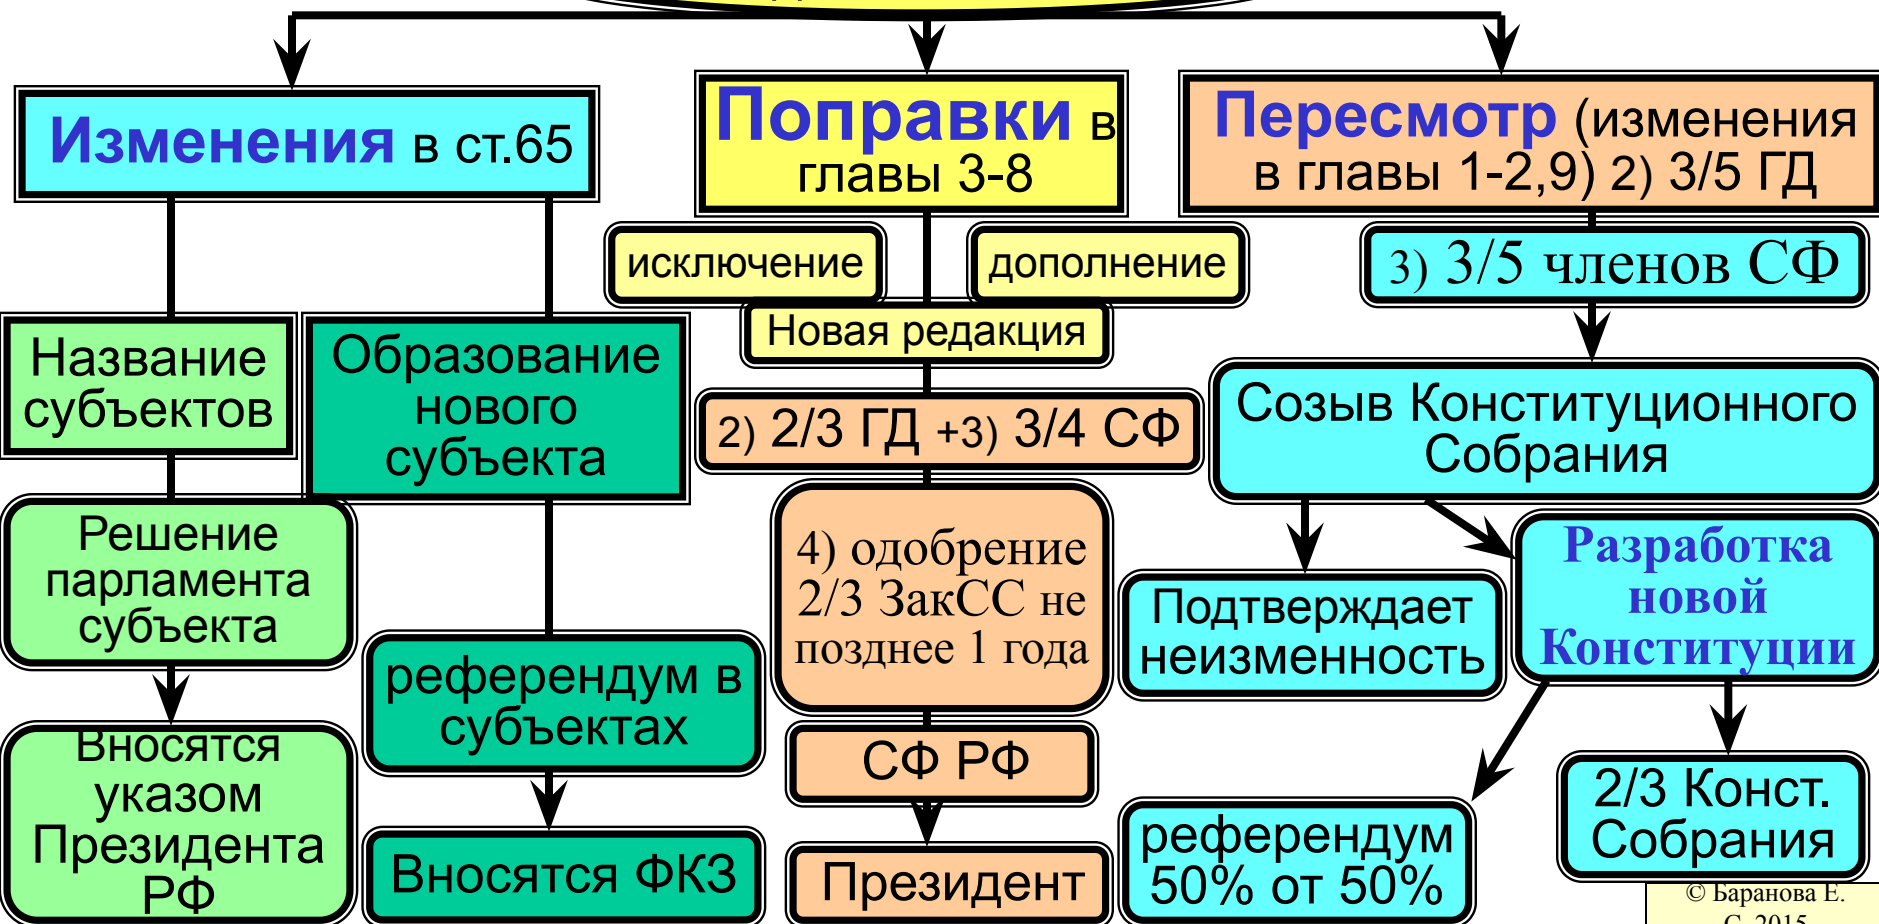 Изменения в ст.65
Поправки в
главы 3-8
Пересмотр (изменения
в главы 1-2,9) 2) 3/5 ГД
исключение
дополнение
3) 3/5 членов СФ
Новая редакция
Название
субъектов
Образование
нового
субъекта
2) 2/3 ГД +3) 3/4 СФ
Созыв Конституционного
Собрания
Решение
парламента
субъекта
4) одобрение
2/3 ЗакСС не
позднее 1 года
Подтверждает
неизменность
Разработка
новой
Конституции
референдум в
субъектах
Вносятся
указом
Президента
РФ
СФ РФ
Вносятся ФКЗ
Президент
референдум
50% от 50%
2/3 Конст.
Собрания
© Баранова Е.
С. 2015